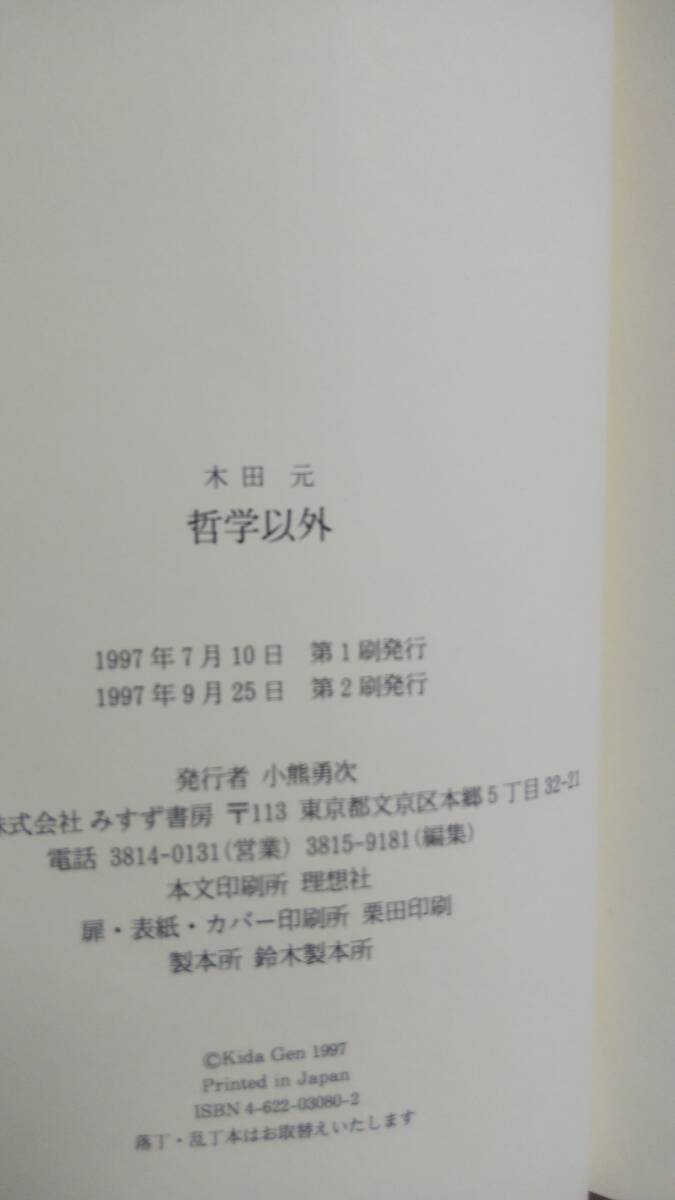 木田 元
哲学以外
1997年7月10日 第1刷発行
1997年9月25日 第2刷発行
発行者 小熊勇次
株式会社 みすず書房 〒113 東京都文京区本郷5丁目32-21
電話 3814-0131(営業) 3815-9181(編集)
本文印刷所 理想社
扉・表紙・カバー印刷所 栗田印刷
製本所 鈴木製本所
©Kida Gen 1997
Printed in Japan
ISBN 4-622-03080-2
落丁・乱丁本はお取替えいたします